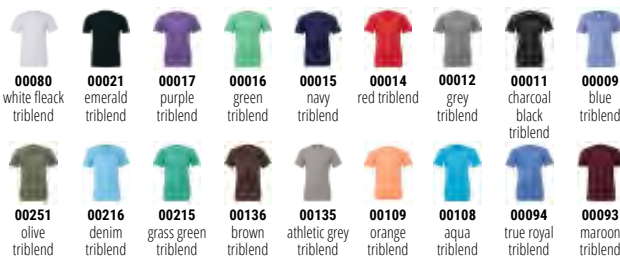 00080 00021 00017 00016 00015 00014 00012 00011 00009
white fleack emerald purple green navy red triblend grey charcoal blue
triblend triblend triblend triblend triblend triblend black triblend
triblend
00251 00216 00215 00136 00135 00109 00108 00094 00093
olive denim grass green brown athletic grey orange aqua true royal maroon
triblend triblend triblend triblend triblend triblend triblend triblend triblend